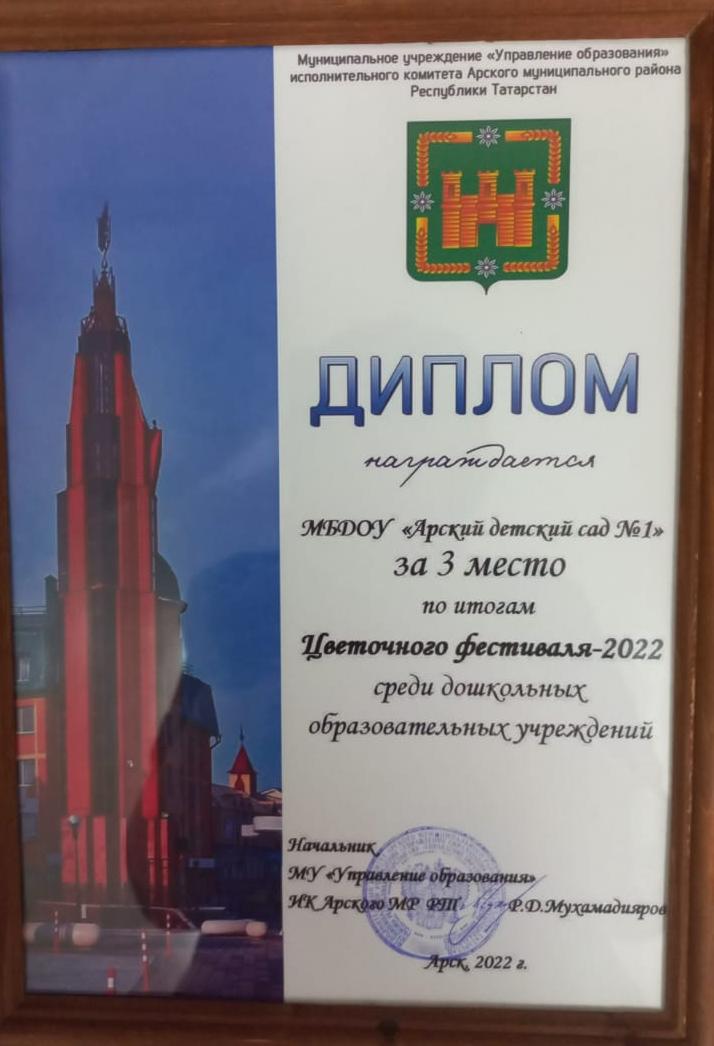 Муниципальное учреждение «Управление образования»
исполнительного комитета Арского муниципального района
Республики Татарстан
ДИПЛОМ
награждается
МБДОУ «Арский детский сад №1»
за 3 место
по итогам
Цветочного фестиваля-2022
среди дошкольных
образовательных учреждений
Начальник
МУ «Управление образования»
ИК Арского МР РТ Р.Д.Мухамадияров
Арск, 2022 г.